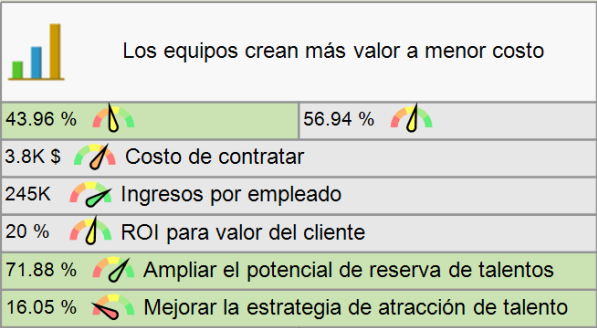 Los equipos crean más valor a menor costo
43.96 % 56.94 %
3.8K $ Costo de contratar
245K Ingresos por empleado
20 % ROI para valor del cliente
71.88 % Ampliar el potencial de reserva de talentos
16.05 % Mejorar la estrategia de atracción de talento